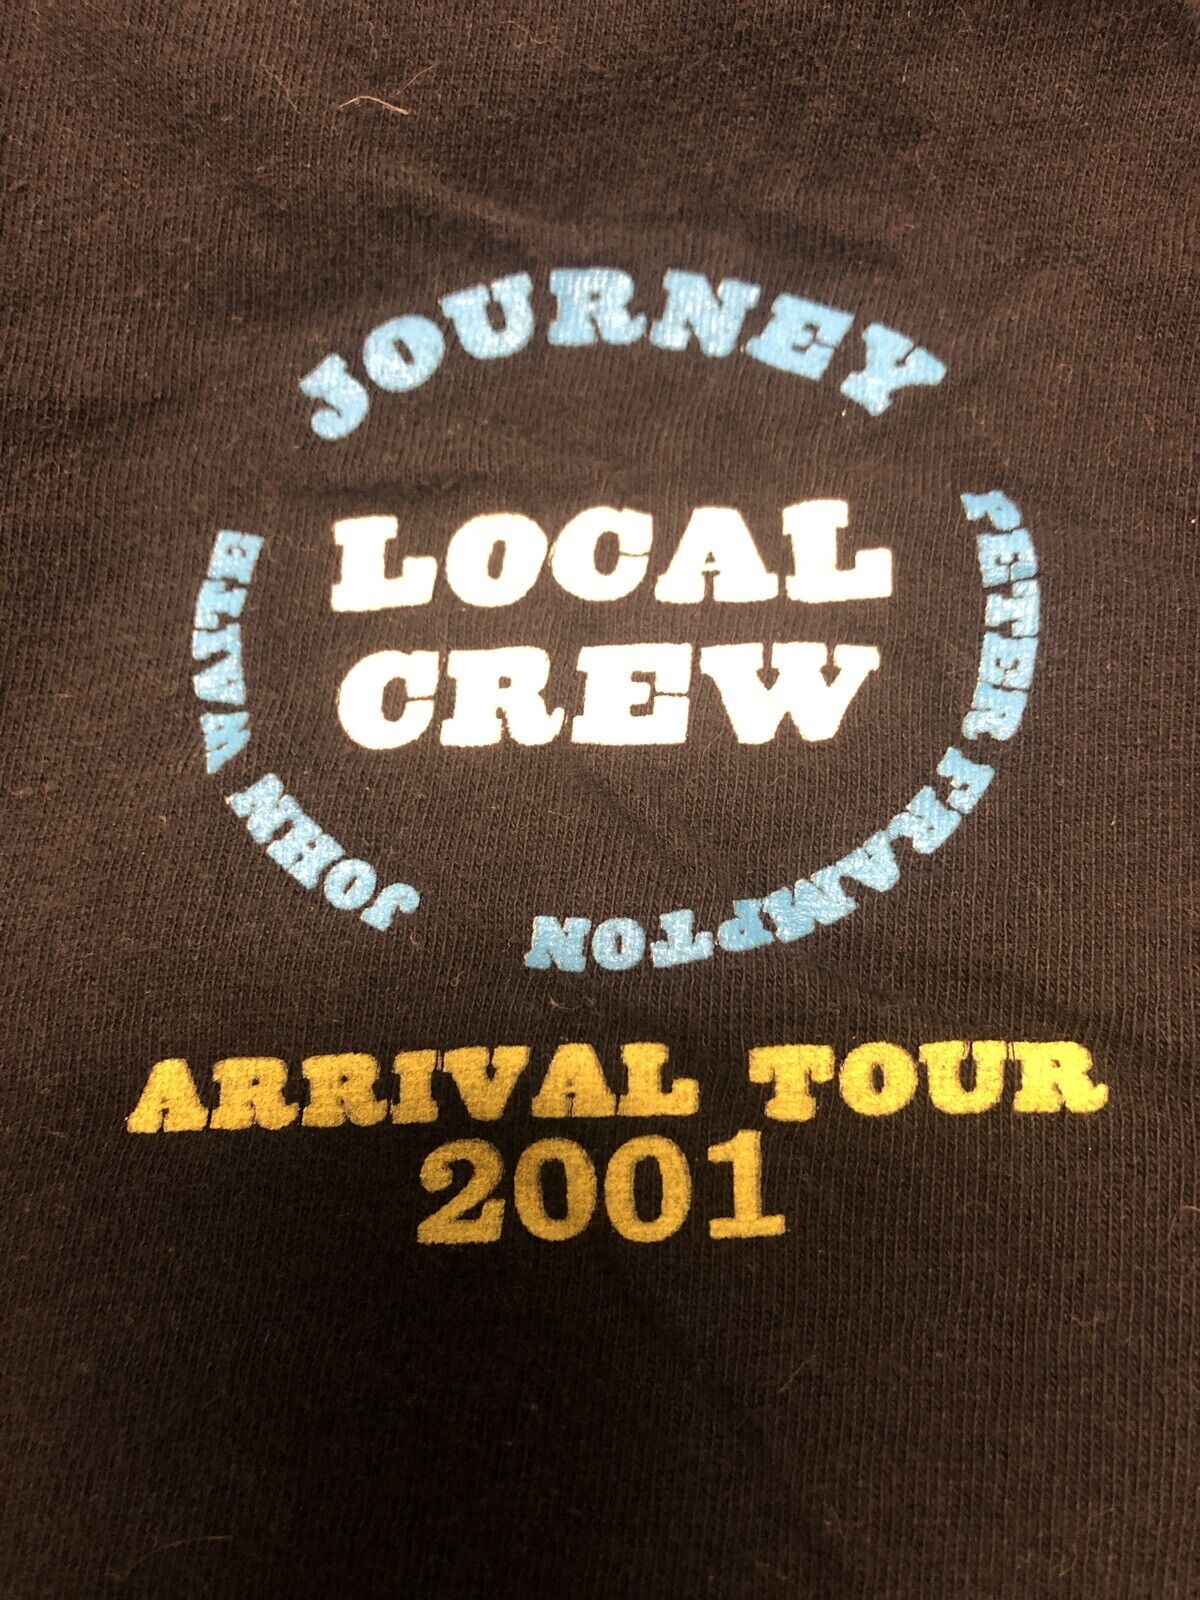 JOURNEY
PETER FRAMPTON
JOHN WAITE
LOCAL
CREW
ARRIVAL TOUR
2001